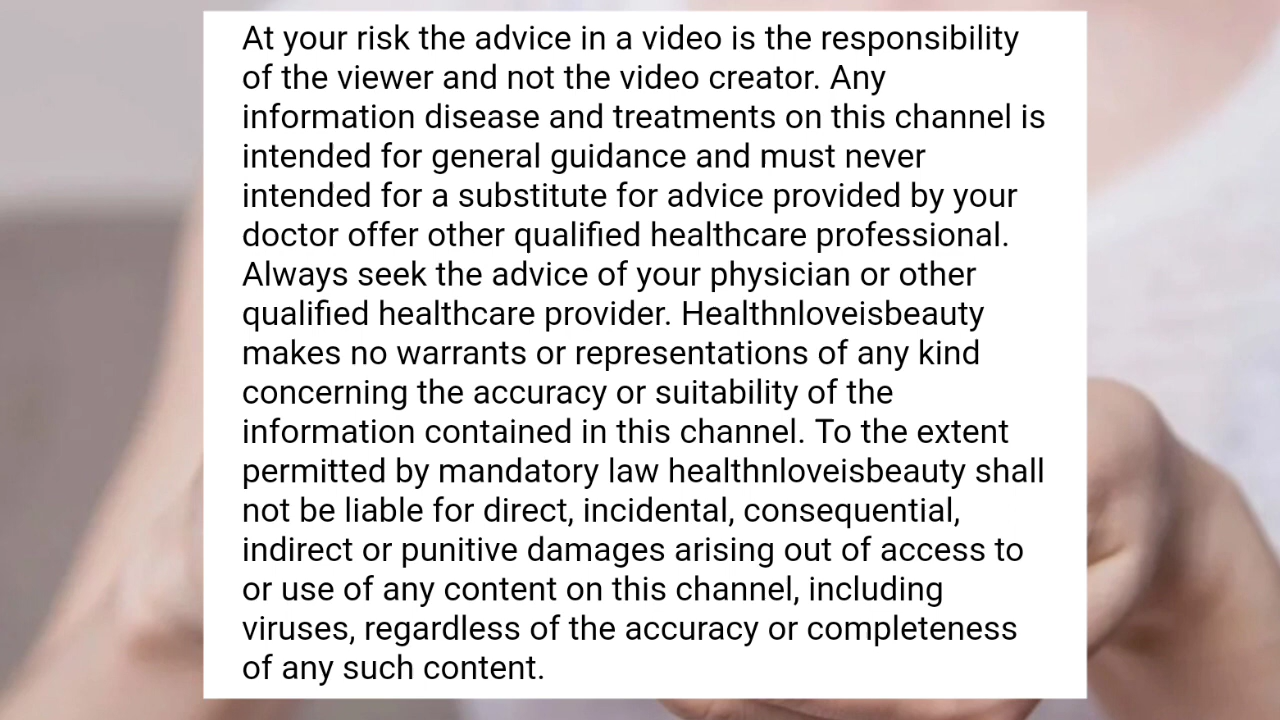 At your risk the advice in a video is the responsibility
of the viewer and not the video creator. Any
information disease and treatments on this channel is
intended for general guidance and must never
intended for a substitute for advice provided by your
doctor offer other qualified healthcare professional.
Always seek the advice of your physician or other
qualified healthcare provider. Healthnloveisbeauty
makes no warrants or representations of any kind
concerning the accuracy or suitability of the
information contained in this channel. To the extent
permitted by mandatory law healthnloveisbeauty shall
not be liable for direct, incidental, consequential,
indirect or punitive damages arising out of access to
or use of any content on this channel, including
viruses, regardless of the accuracy or completeness
of any such content.